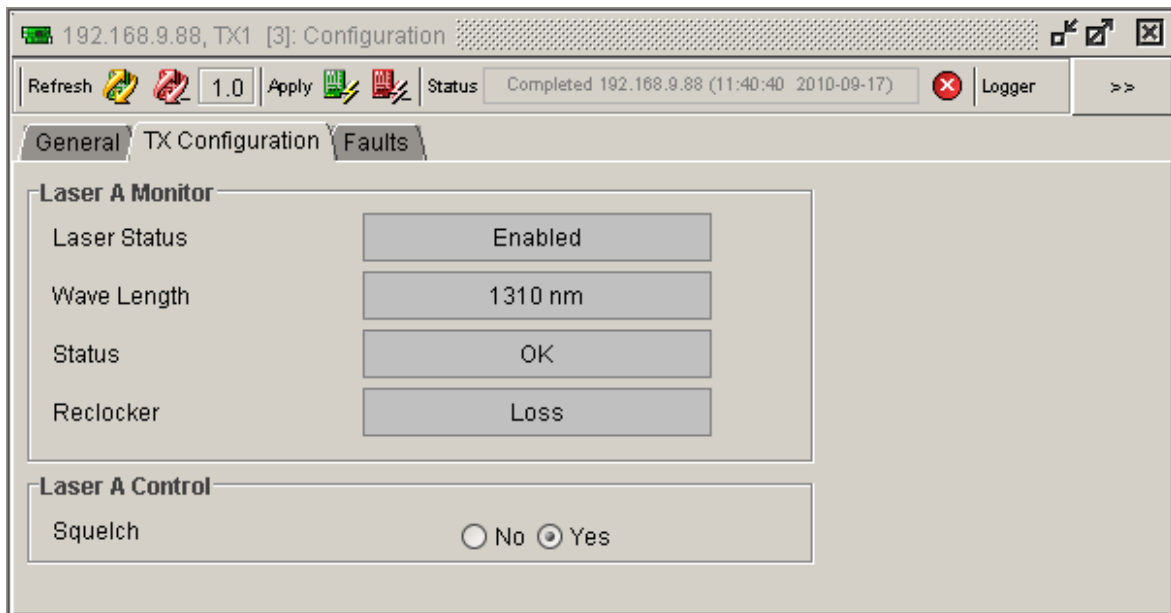 192.168.9.88, TX1 [3]: Configuration
Refresh 1.0 Apply Status Completed 192.168.9.88 (11:40:40 2010-09-17) Logger >>
General TX Configuration Faults
Laser A Monitor
Laser Status Enabled
Wave Length 1310 nm
Status OK
Reclocker Loss
Laser A Control
Squelch No Yes